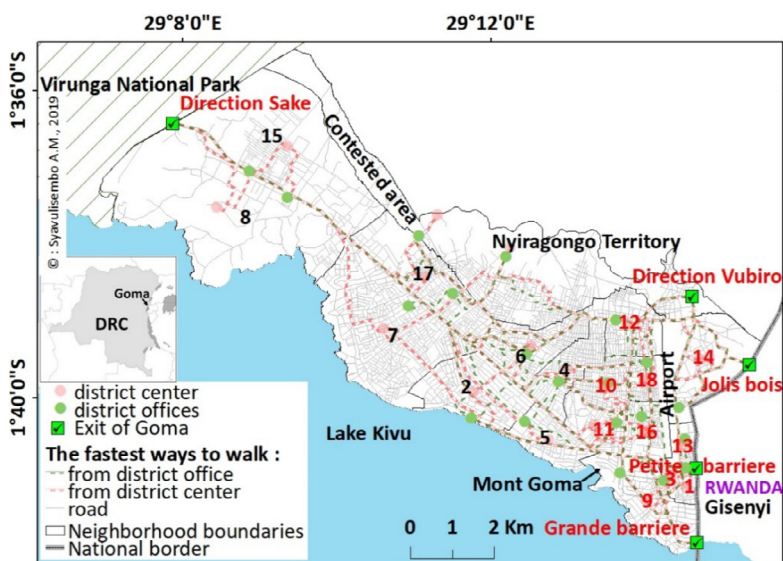 29°8'0"E
29°12'0"E
1°36'0"S
1°40'0"S
Virunga National Park
Direction Sake
© : Syavulisembo A.M., 2019
15
8
Contested area
Nyiragongo Territory
17
Direction Vubiro
Goma
DRC
7
12
6
4
14
Airport
2
10
18
Jolis bois
5
11
16
13
Lake Kivu
Mont Goma
Petite barriere
3
1
RWANDA
9
Gisenyi
Grande barriere
district center
district offices
Exit of Goma
The fastest ways to walk :
from district office
from district center
road
Neighborhood boundaries
National border
0 1 2 Km